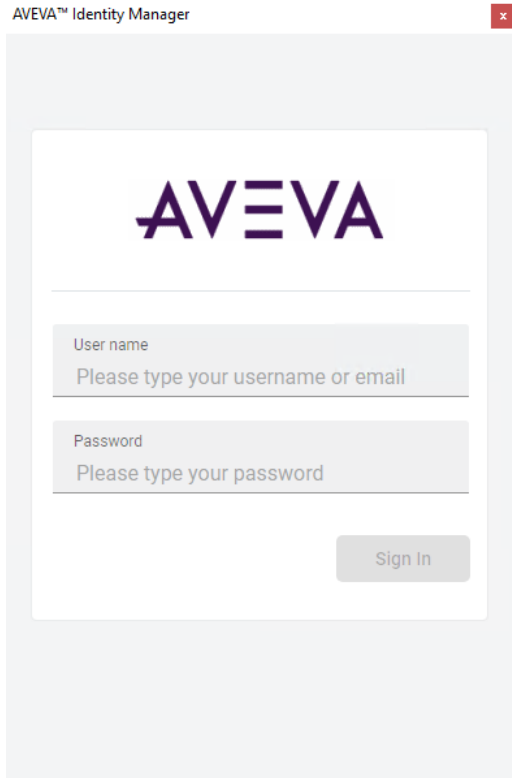 AVEVA™ Identity Manager
x
AVEVA
User name
Please type your username or email
Password
Please type your password
Sign In